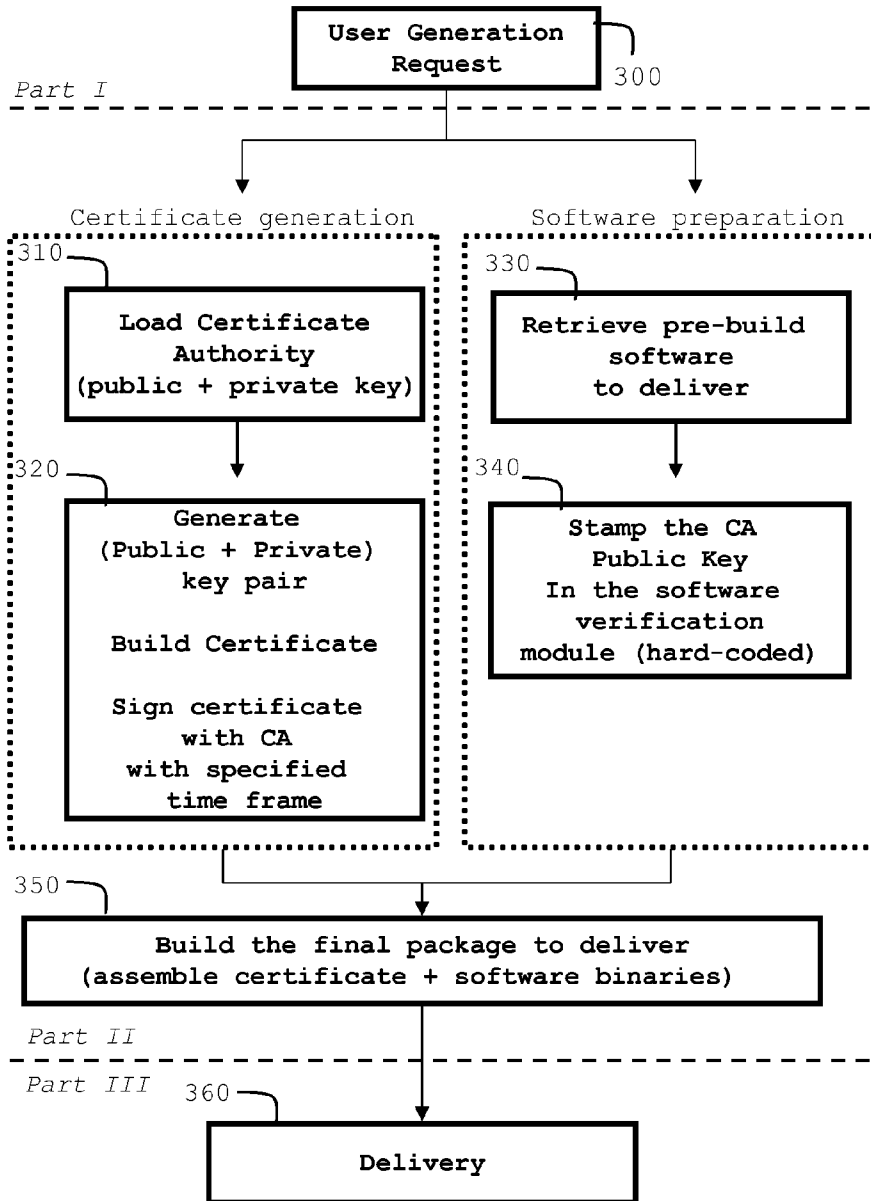 User Generation
Request
300
Part I
Certificate generation
Software preparation
310
Load Certificate
Authority
(public + private key)
320
Generate
(Public + Private)
key pair
Build Certificate
Sign certificate
with CA
with specified
time frame
330
Retrieve pre-build
software
to deliver
340
Stamp the CA
Public Key
In the software
verification
module (hard-coded)
350
Build the final package to deliver
(assemble certificate + software binaries)
Part II
Part III
360
Delivery